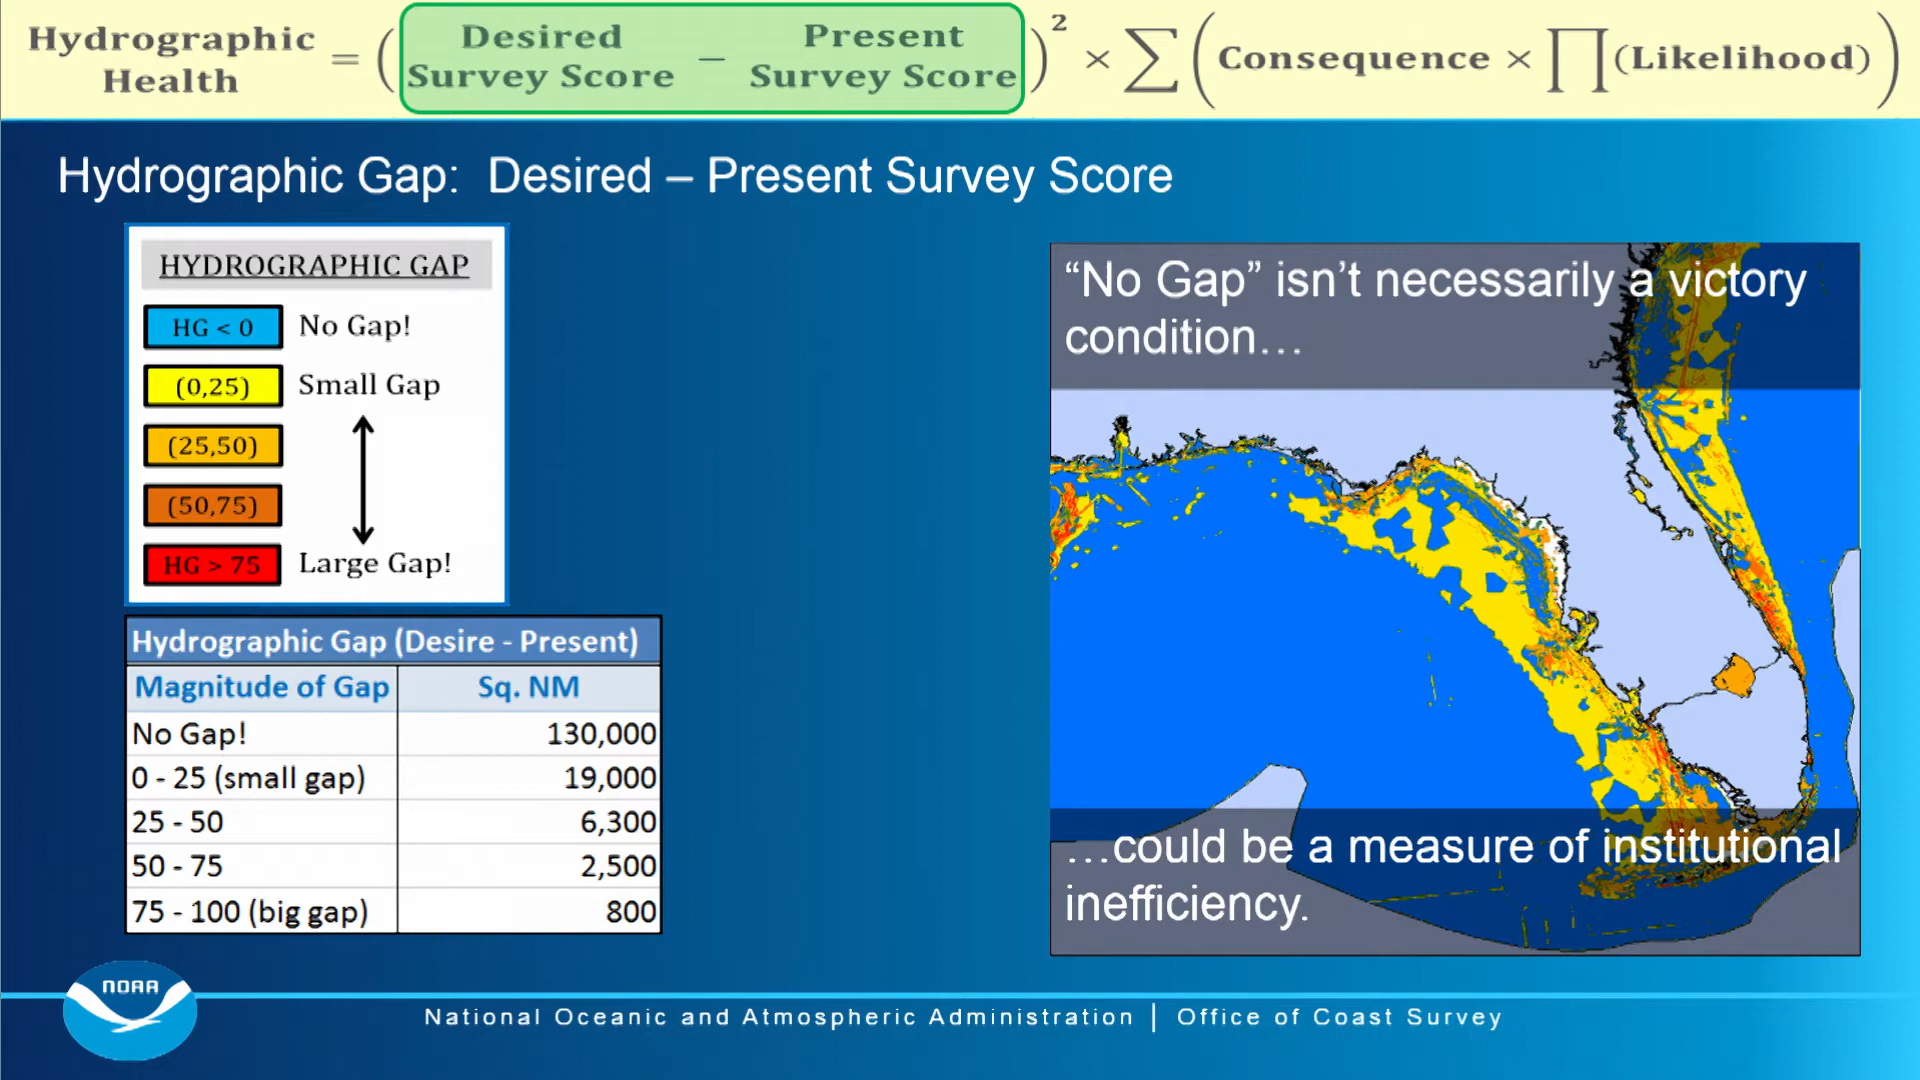 Hydrographic Health = ( Desired Survey Score – Present Survey Score )² × ∑ ( Consequence × ∏ (Likelihood) )
Hydrographic Gap: Desired – Present Survey Score
HYDROGRAPHIC GAP
HG < 0 No Gap!
(0,25) Small Gap
(25,50)
(50,75)
HG > 75 Large Gap!
Hydrographic Gap (Desire - Present)
Magnitude of Gap Sq. NM
No Gap! 130,000
0 - 25 (small gap) 19,000
25 - 50 6,300
50 - 75 2,500
75 - 100 (big gap) 800
“No Gap” isn’t necessarily a victory
condition…
…could be a measure of institutional
inefficiency.
NOAA
National Oceanic and Atmospheric Administration | Office of Coast Survey